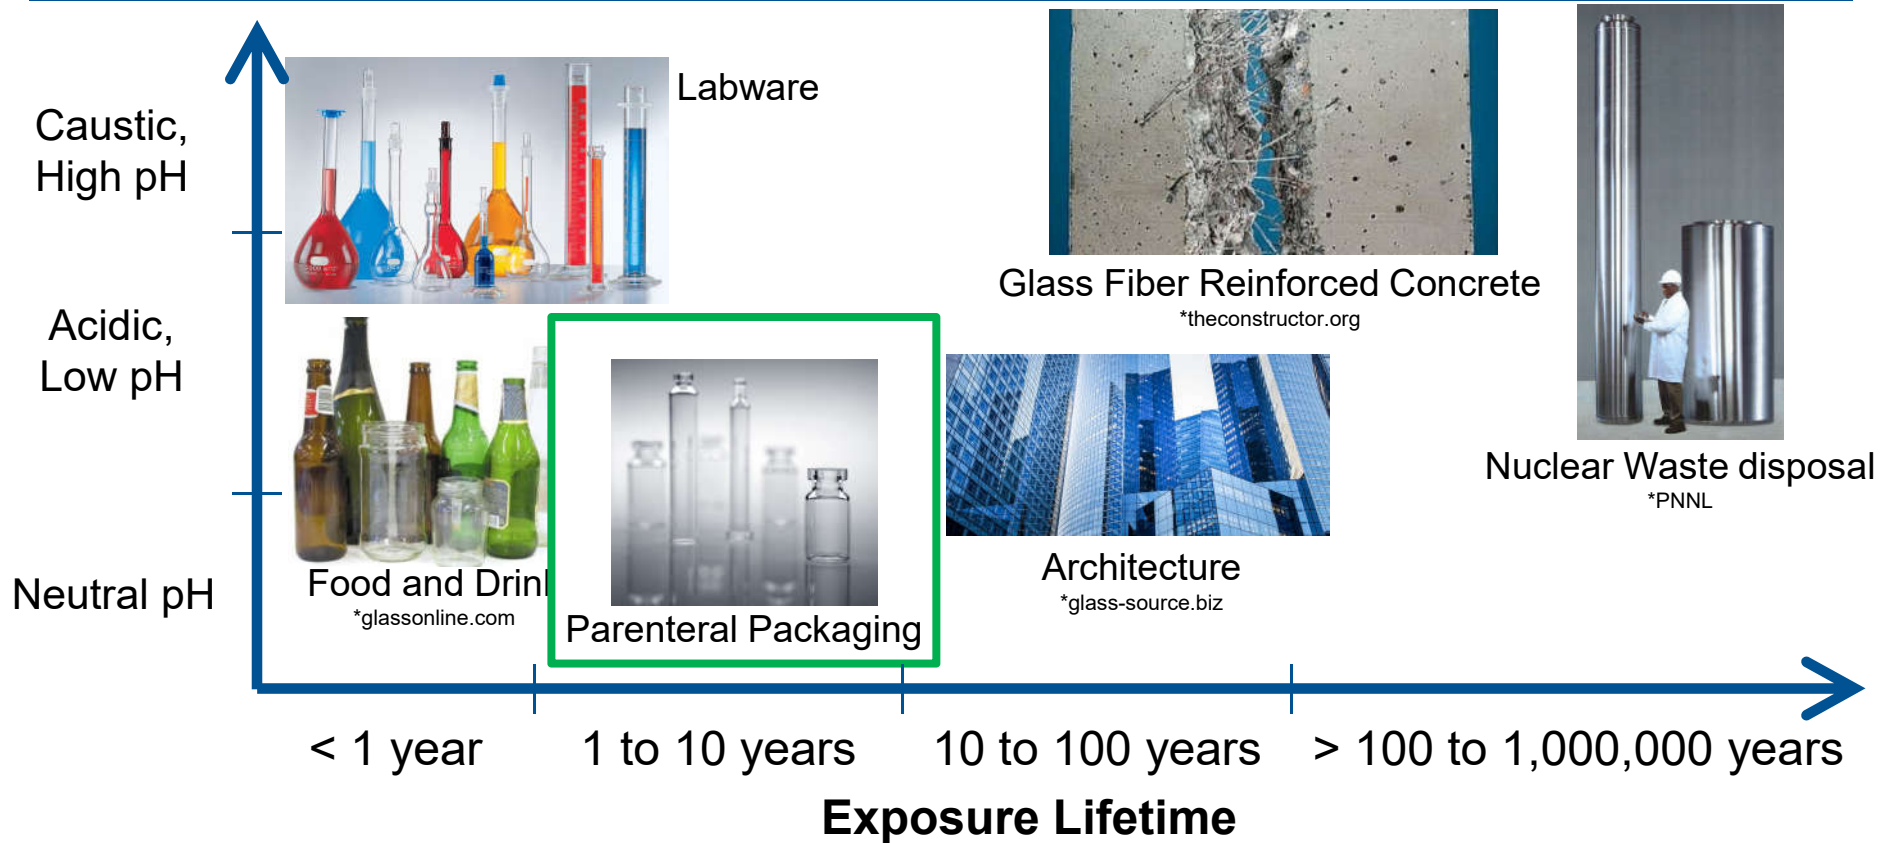 Labware
Caustic,
High pH
Glass Fiber Reinforced Concrete
*theconstructor.org
Acidic,
Low pH
Nuclear Waste disposal
*PNNL
Architecture
*glass-source.biz
Neutral pH
Food and Drin
*glassonline.com
Parenteral Packaging
< 1 year
1 to 10 years
10 to 100 years
> 100 to 1,000,000 years
Exposure Lifetime